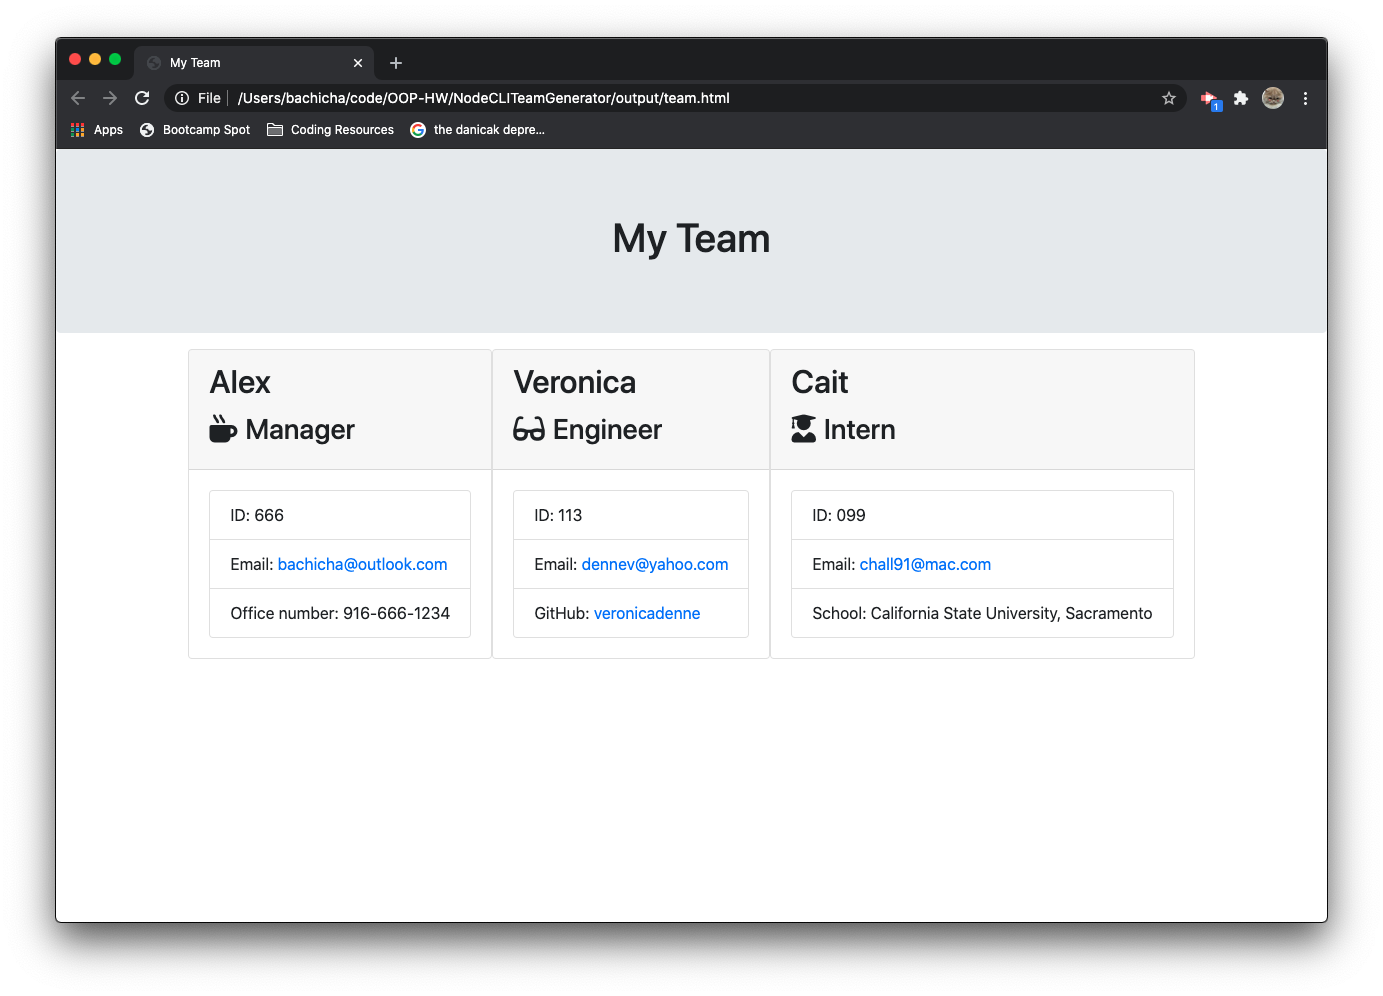 My Team
File /Users/bachicha/code/OOP-HW/NodeCLITeamGenerator/output/team.html
1
Apps Bootcamp Spot Coding Resources the danicak depre...
My Team
Alex
Manager
ID: 666
Email: bachicha@outlook.com
Office number: 916-666-1234
Veronica
Engineer
ID: 113
Email: dennev@yahoo.com
GitHub: veronicadenne
Cait
Intern
ID: 099
Email: chall91@mac.com
School: California State University, Sacramento